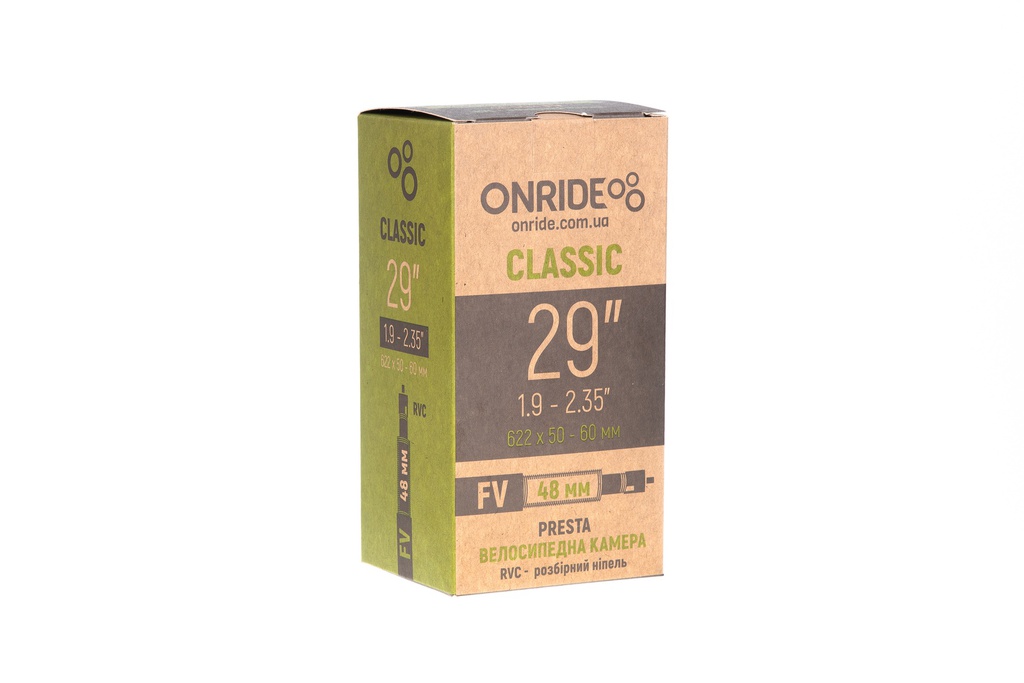 CLASSIC
29"
1.9 - 2.35"
622 x 50 - 60 мм
RVC
FV 48 мм
ONRIDE
onride.com.ua
CLASSIC
29"
1.9 - 2.35"
622 x 50 - 60 мм
FV 48 мм
PRESTA
ВЕЛОСИПЕДНА КАМЕРА
RVC - розбірний ніпель